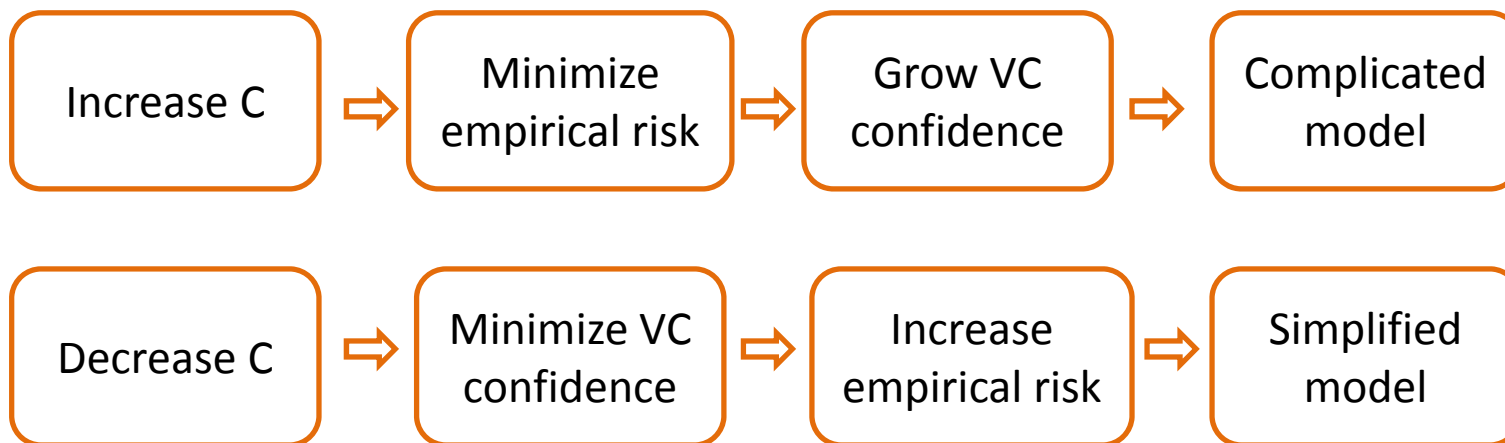 Increase C
Minimize
empirical risk
Grow VC
confidence
Complicated
model
Decrease C
Minimize VC
confidence
Increase
empirical risk
Simplified
model